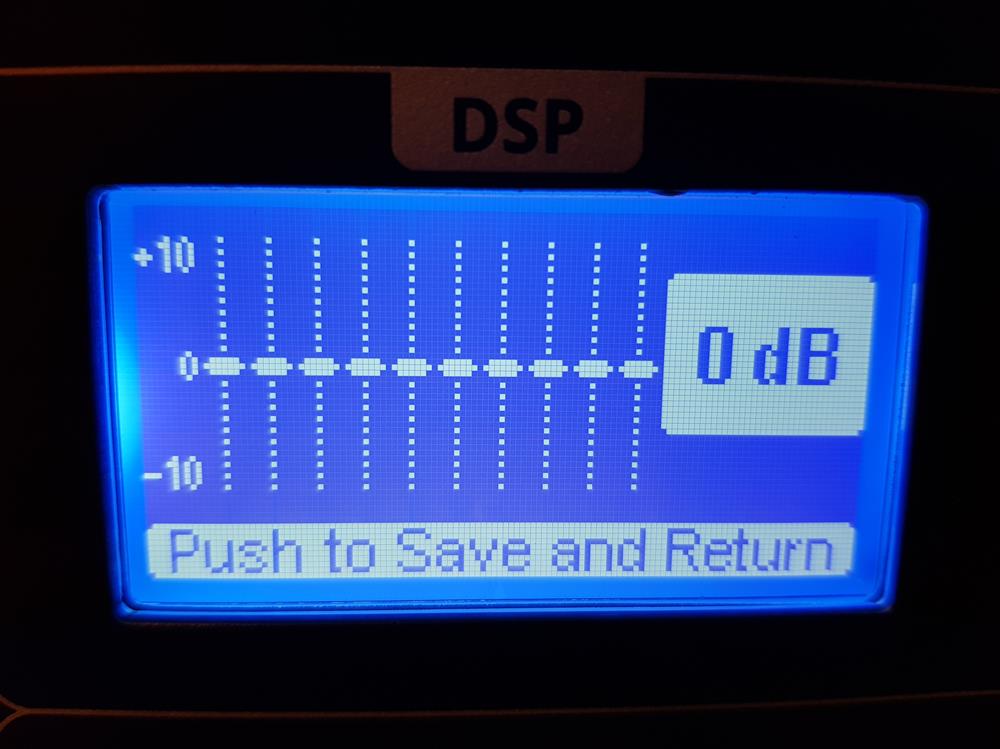 DSP
+10
0
0 dB
-10
Push to Save and Return